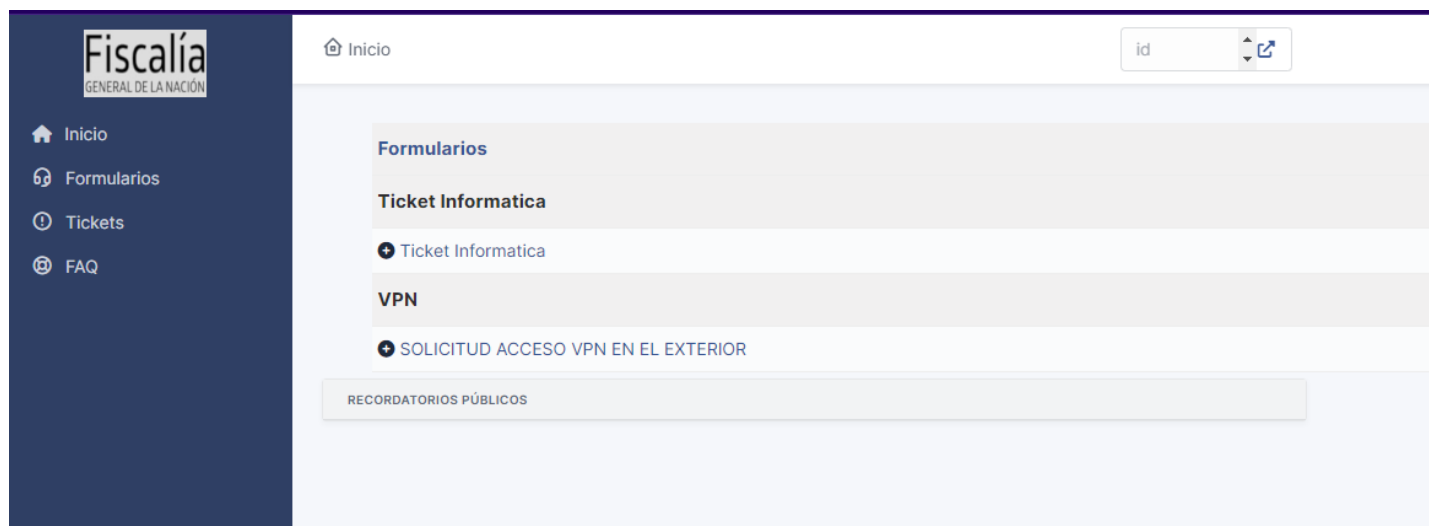 Fiscalía
GENERAL DE LA NACIÓN
Inicio
Formularios
Tickets
FAQ
Inicio
id
Formularios
Ticket Informatica
Ticket Informatica
VPN
SOLICITUD ACCESO VPN EN EL EXTERIOR
RECORDATORIOS PÚBLICOS